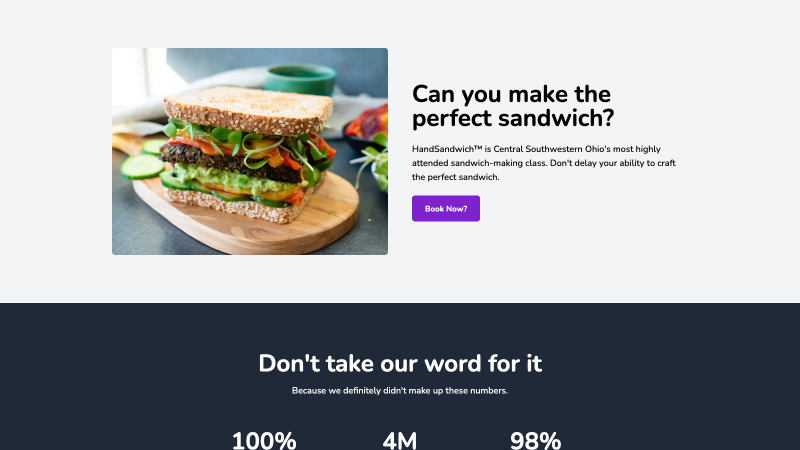 Can you make the
perfect sandwich?
HandSandwich™ is Central Southwestern Ohio's most highly
attended sandwich-making class. Don't delay your ability to craft
the perfect sandwich.
Book Now?
Don't take our word for it
Because we definitely didn't make up these numbers.
100% 4M 98%